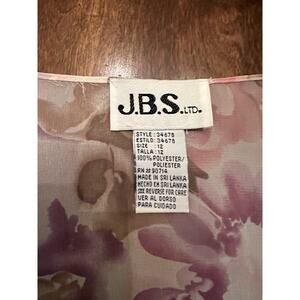 J.B.S. LTD.
STYLE : 34675
ESTILO : 34675
SIZE : 12
TALLA : 12
100% POLYESTER/
POLIESTER
RN # 90714
MADE IN SRI LANKA
HECHO EN SRI LANKA
SEE REVERSE FOR CARE
VER AL DORSO
PARA CUIDADO